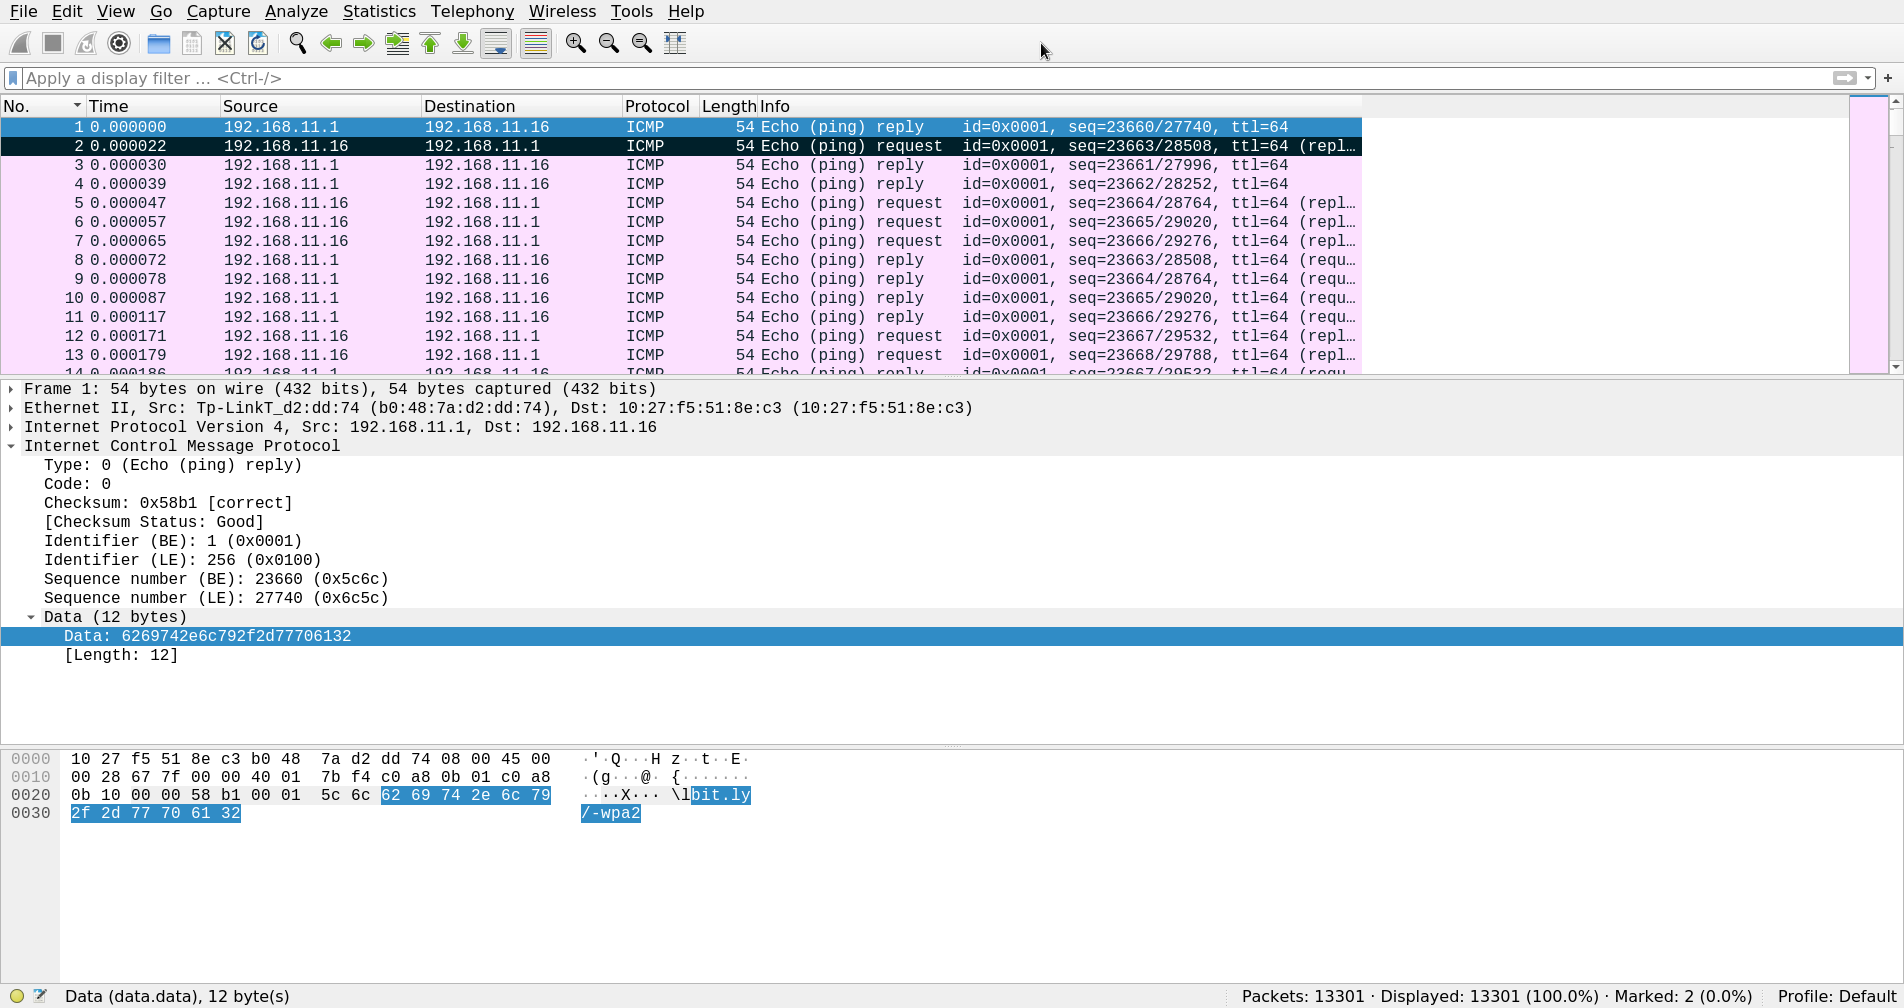 File Edit View Go Capture Analyze Statistics Telephony Wireless Tools Help
Apply a display filter … <Ctrl-/>
No. Time Source Destination Protocol Length Info
1 0.000000 192.168.11.1 192.168.11.16 ICMP 54 Echo (ping) reply id=0x0001, seq=23660/27740, ttl=64
2 0.000022 192.168.11.16 192.168.11.1 ICMP 54 Echo (ping) request id=0x0001, seq=23663/28508, ttl=64 (repl…
3 0.000030 192.168.11.1 192.168.11.16 ICMP 54 Echo (ping) reply id=0x0001, seq=23661/27996, ttl=64
4 0.000039 192.168.11.1 192.168.11.16 ICMP 54 Echo (ping) reply id=0x0001, seq=23662/28252, ttl=64
5 0.000047 192.168.11.16 192.168.11.1 ICMP 54 Echo (ping) request id=0x0001, seq=23664/28764, ttl=64 (repl…
6 0.000057 192.168.11.16 192.168.11.1 ICMP 54 Echo (ping) request id=0x0001, seq=23665/29020, ttl=64 (repl…
7 0.000065 192.168.11.16 192.168.11.1 ICMP 54 Echo (ping) request id=0x0001, seq=23666/29276, ttl=64 (repl…
8 0.000072 192.168.11.1 192.168.11.16 ICMP 54 Echo (ping) reply id=0x0001, seq=23663/28508, ttl=64 (requ…
9 0.000078 192.168.11.1 192.168.11.16 ICMP 54 Echo (ping) reply id=0x0001, seq=23664/28764, ttl=64 (requ…
10 0.000087 192.168.11.1 192.168.11.16 ICMP 54 Echo (ping) reply id=0x0001, seq=23665/29020, ttl=64 (requ…
11 0.000117 192.168.11.1 192.168.11.16 ICMP 54 Echo (ping) reply id=0x0001, seq=23666/29276, ttl=64 (requ…
12 0.000171 192.168.11.16 192.168.11.1 ICMP 54 Echo (ping) request id=0x0001, seq=23667/29532, ttl=64 (repl…
13 0.000179 192.168.11.16 192.168.11.1 ICMP 54 Echo (ping) request id=0x0001, seq=23668/29788, ttl=64 (repl…
14 0.000186 192.168.11.1 192.168.11.16 ICMP 54 Echo (ping) reply id=0x0001, seq=23667/29532, ttl=64 (requ…
Frame 1: 54 bytes on wire (432 bits), 54 bytes captured (432 bits)
Ethernet II, Src: Tp-LinkT_d2:dd:74 (b0:48:7a:d2:dd:74), Dst: 10:27:f5:51:8e:c3 (10:27:f5:51:8e:c3)
Internet Protocol Version 4, Src: 192.168.11.1, Dst: 192.168.11.16
Internet Control Message Protocol
Type: 0 (Echo (ping) reply)
Code: 0
Checksum: 0x58b1 [correct]
[Checksum Status: Good]
Identifier (BE): 1 (0x0001)
Identifier (LE): 256 (0x0100)
Sequence number (BE): 23660 (0x5c6c)
Sequence number (LE): 27740 (0x6c5c)
Data (12 bytes)
Data: 6269742e6c792f2d77706132
[Length: 12]
0000 10 27 f5 51 8e c3 b0 48 7a d2 dd 74 08 00 45 00 ·'·Q···H z··t··E·
0010 00 28 67 7f 00 00 40 01 7b f4 c0 a8 0b 01 c0 a8 ·(g···@· {·······
0020 0b 10 00 00 58 b1 00 01 5c 6c 62 69 74 2e 6c 79 ····X··· \lbit.ly
0030 2f 2d 77 70 61 32 /-wpa2
Data (data.data), 12 byte(s) Packets: 13301 · Displayed: 13301 (100.0%) · Marked: 2 (0.0%) Profile: Default